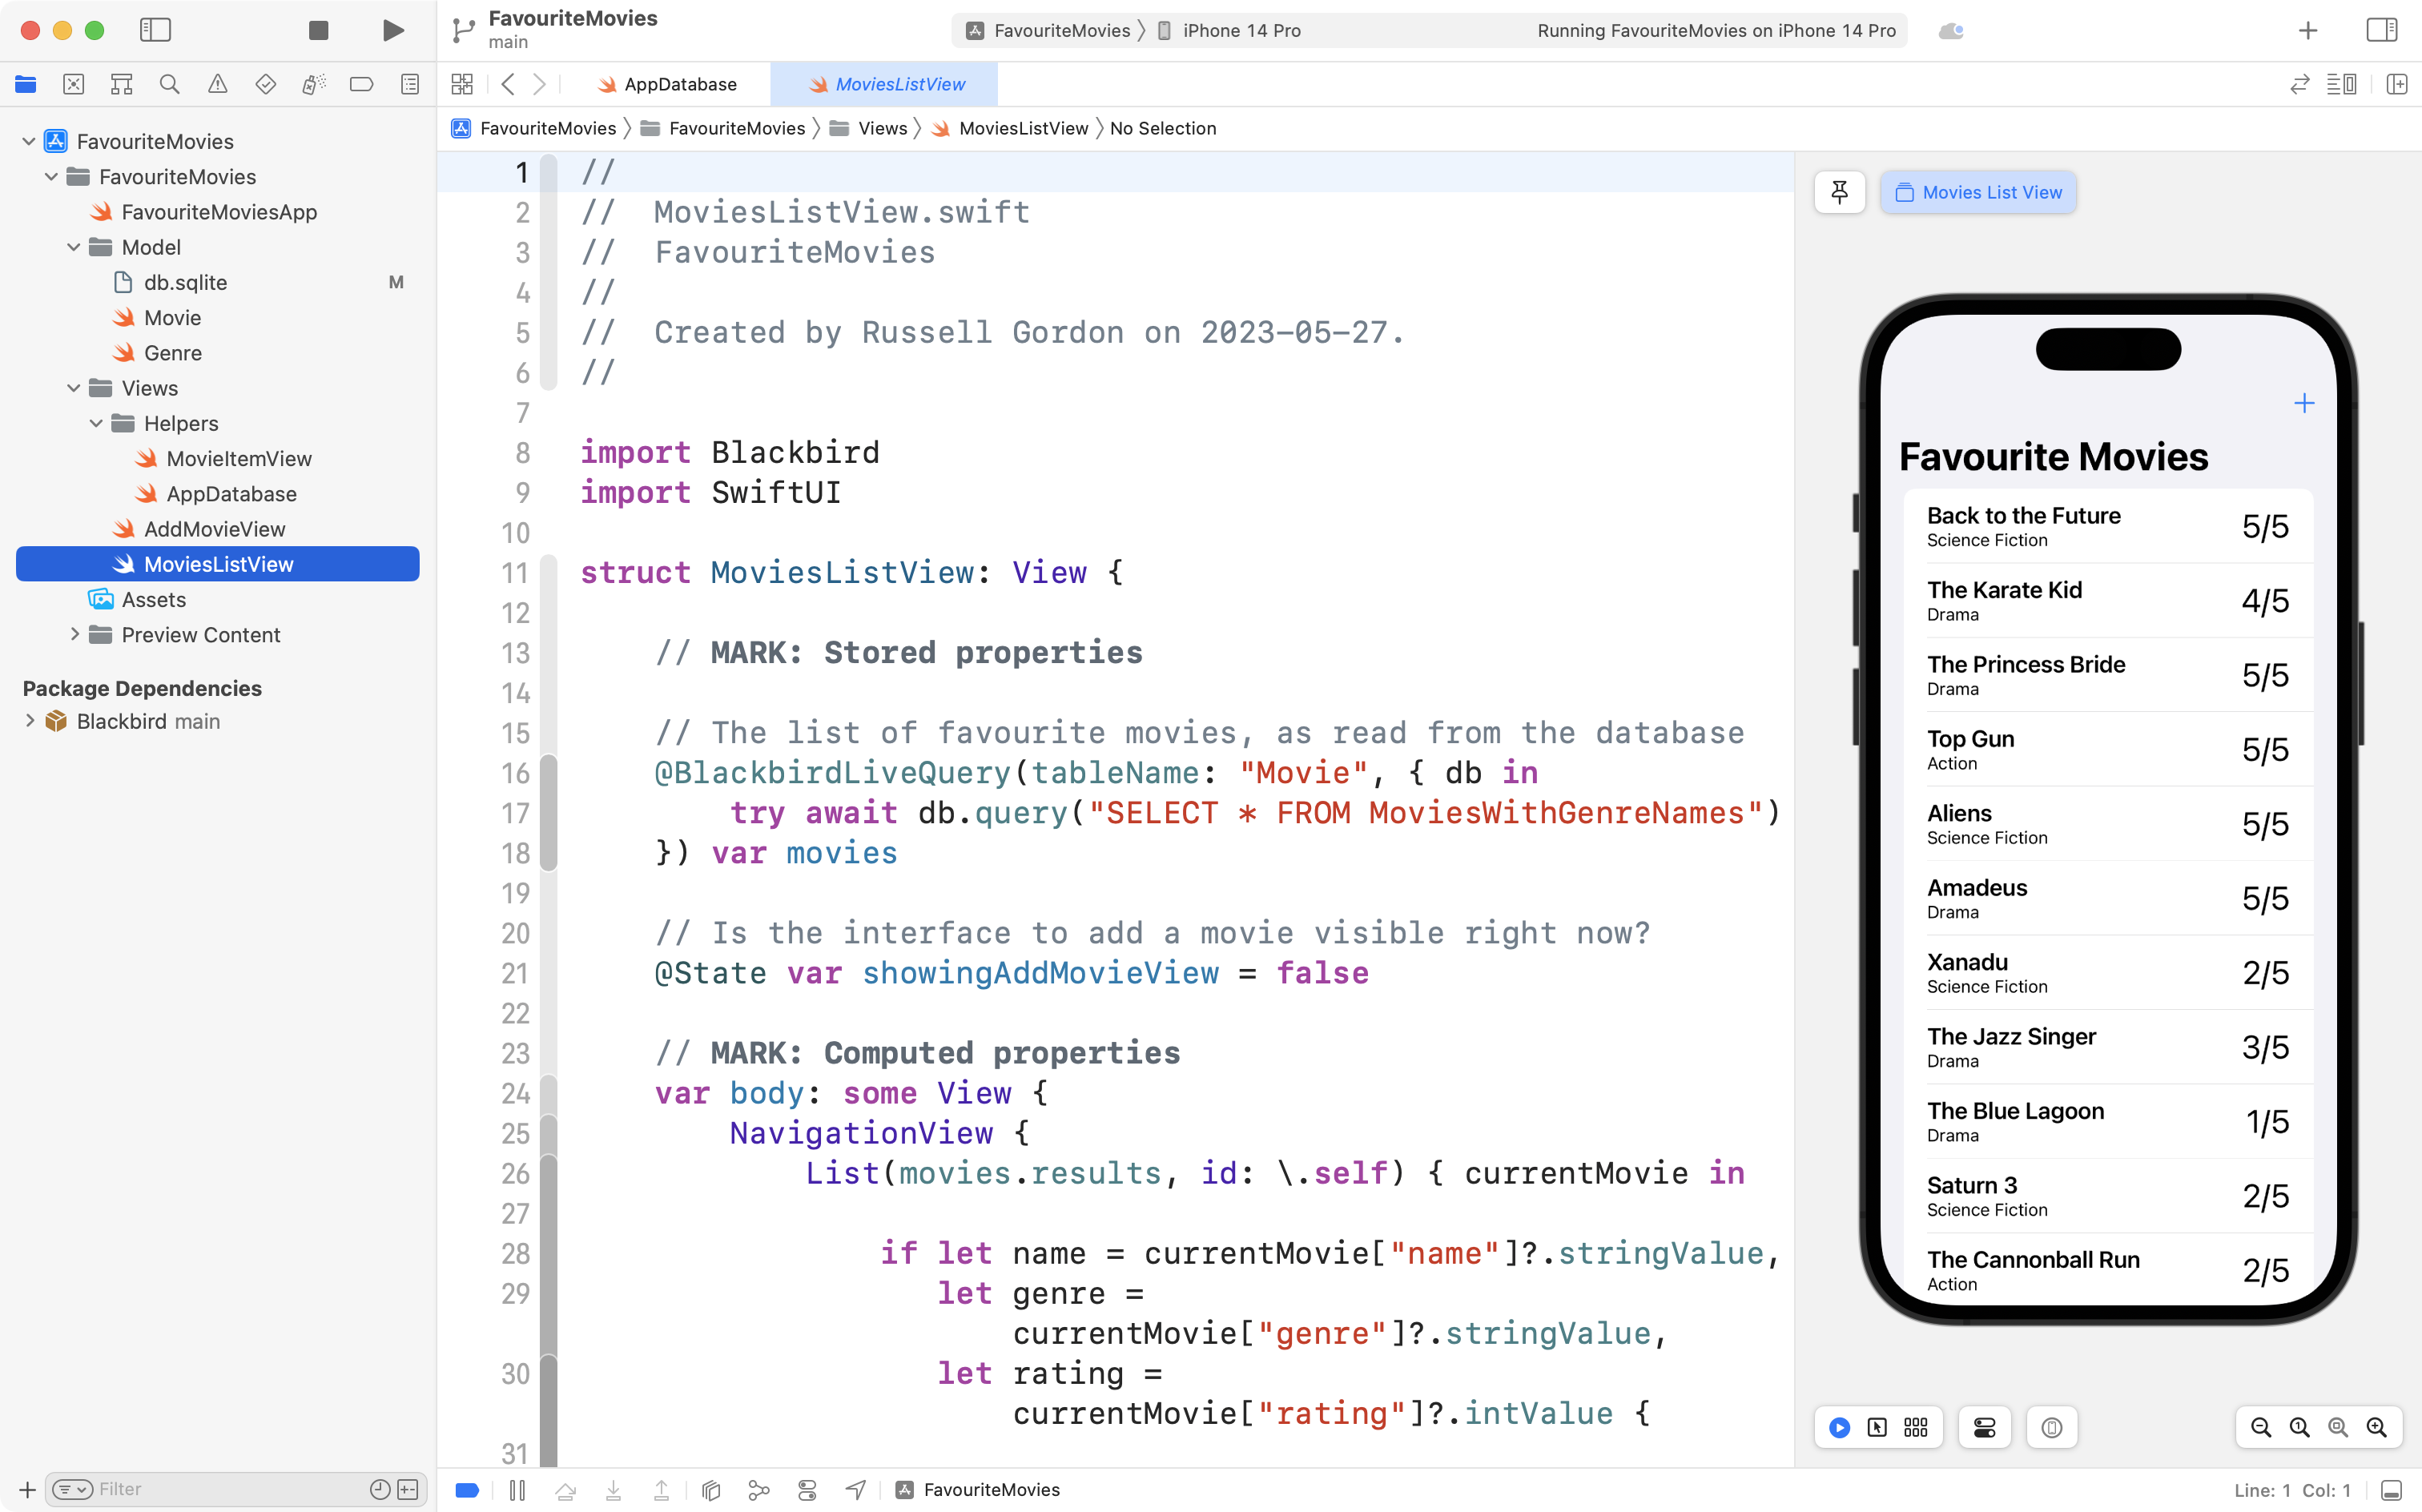 FavouriteMovies
main
FavouriteMovies
iPhone 14 Pro
Running FavouriteMovies on iPhone 14 Pro
AppDatabase
MoviesListView
FavouriteMovies
FavouriteMovies
Views
MoviesListView
No Selection
FavouriteMovies
FavouriteMovies
FavouriteMoviesApp
Model
db.sqlite M
Movie
Genre
Views
Helpers
MovieItemView
AppDatabase
AddMovieView
MoviesListView
Assets
Preview Content
Package Dependencies
Blackbird main
Filter
1 //
2 //  MoviesListView.swift
3 //  FavouriteMovies
4 //
5 //  Created by Russell Gordon on 2023-05-27.
6 //
7
8 import Blackbird
9 import SwiftUI
10
11 struct MoviesListView: View {
12
13     // MARK: Stored properties
14
15     // The list of favourite movies, as read from the database
16     @BlackbirdLiveQuery(tableName: "Movie", { db in
17         try await db.query("SELECT * FROM MoviesWithGenreNames")
18     }) var movies
19
20     // Is the interface to add a movie visible right now?
21     @State var showingAddMovieView = false
22
23     // MARK: Computed properties
24     var body: some View {
25         NavigationView {
26             List(movies.results, id: \.self) { currentMovie in
27
28                 if let name = currentMovie["name"]?.stringValue,
29                    let genre =
currentMovie["genre"]?.stringValue,
30                    let rating =
currentMovie["rating"]?.intValue {
31
Movies List View
Favourite Movies
Back to the Future
Science Fiction
5/5
The Karate Kid
Drama
4/5
The Princess Bride
Drama
5/5
Top Gun
Action
5/5
Aliens
Science Fiction
5/5
Amadeus
Drama
5/5
Xanadu
Science Fiction
2/5
The Jazz Singer
Drama
3/5
The Blue Lagoon
Drama
1/5
Saturn 3
Science Fiction
2/5
The Cannonball Run
Action
2/5
FavouriteMovies
Line: 1 Col: 1